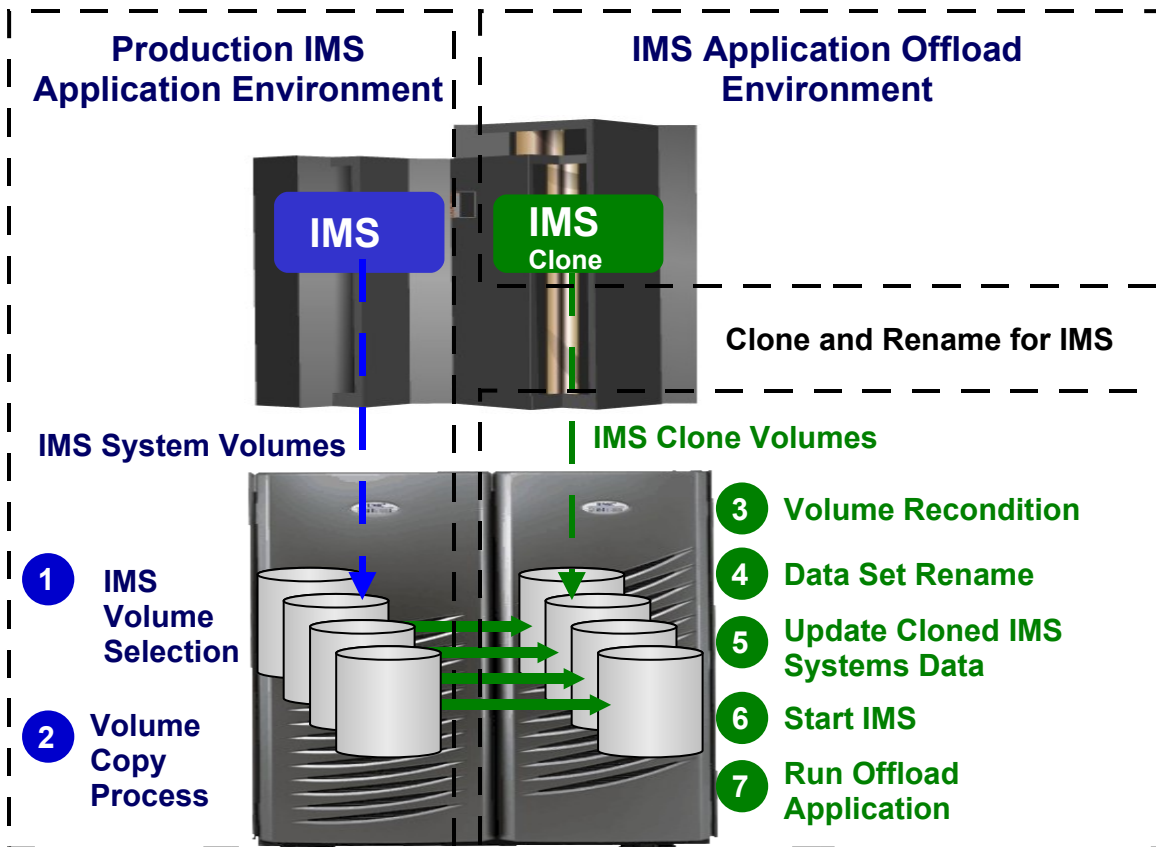 Production IMS
Application Environment
IMS Application Offload
Environment
IMS
IMS
Clone
Clone and Rename for IMS
IMS System Volumes
IMS Clone Volumes
1
IMS
Volume
Selection
2
Volume
Copy
Process
3 Volume Recondition
4 Data Set Rename
5 Update Cloned IMS
Systems Data
6 Start IMS
7 Run Offload
Application